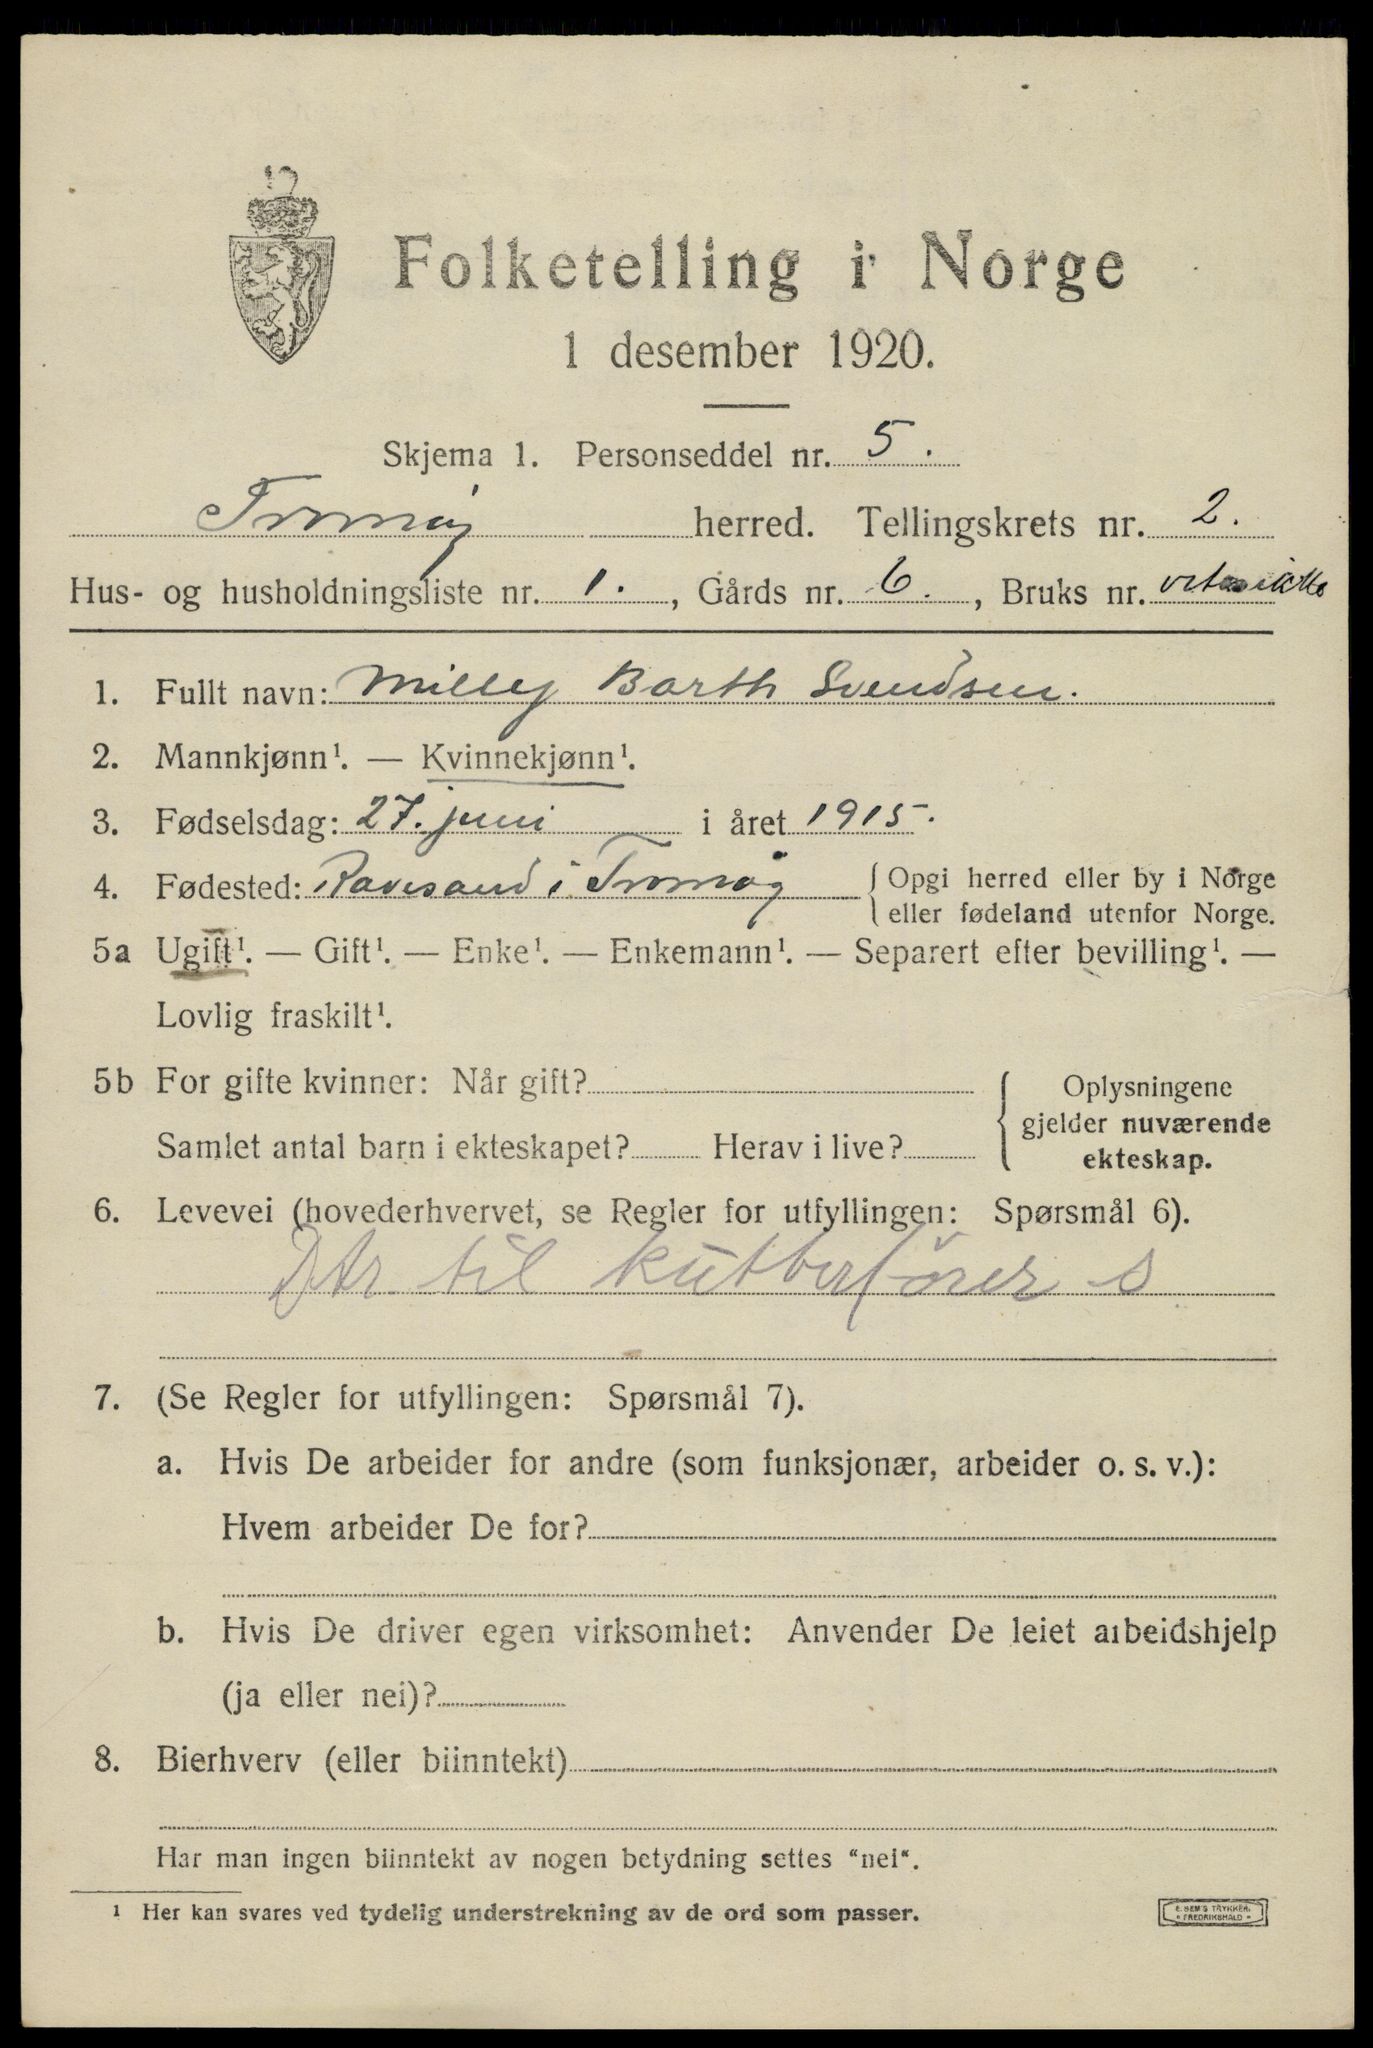 Folketelling i Norge
1 desember 1920.
Skjema 1. Personseddel nr. 5.
Tromøy herred. Tellingskrets nr. 2.
Hus- og husholdningsliste nr. 1., Gårds nr. 6., Bruks nr. vites ikke
1. Fullt navn: Milly Barth Svendsen.
2. Mannkjønn¹. — Kvinnekjønn¹.
3. Fødselsdag: 27. juni i året 1915.
4. Fødested: Ravesand i Tromøy { Opgi herred eller by i Norge
eller fødeland utenfor Norge.
5a Ugift¹. — Gift¹. — Enke¹. — Enkemann¹. — Separert efter bevilling¹. —
Lovlig fraskilt¹.
5b For gifte kvinner: Når gift? { Oplysningene
gjelder nuværende
Samlet antal barn i ekteskapet? Herav i live?
ekteskap.
6. Levevei (hovederhvervet, se Regler for utfyllingen: Spørsmål 6).
Dtr. til kutterfører S
7. (Se Regler for utfyllingen: Spørsmål 7).
a. Hvis De arbeider for andre (som funksjonær, arbeider o. s. v.):
Hvem arbeider De for?
b. Hvis De driver egen virksomhet: Anvender De leiet arbeidshjelp
(ja eller nei)?
8. Bierhverv (eller biinntekt)
Har man ingen biinntekt av nogen betydning settes "nei".
¹ Her kan svares ved tydelig understrekning av de ord som passer.
E. SEM'S TRYKKERI
• FREDRIKSHALD •